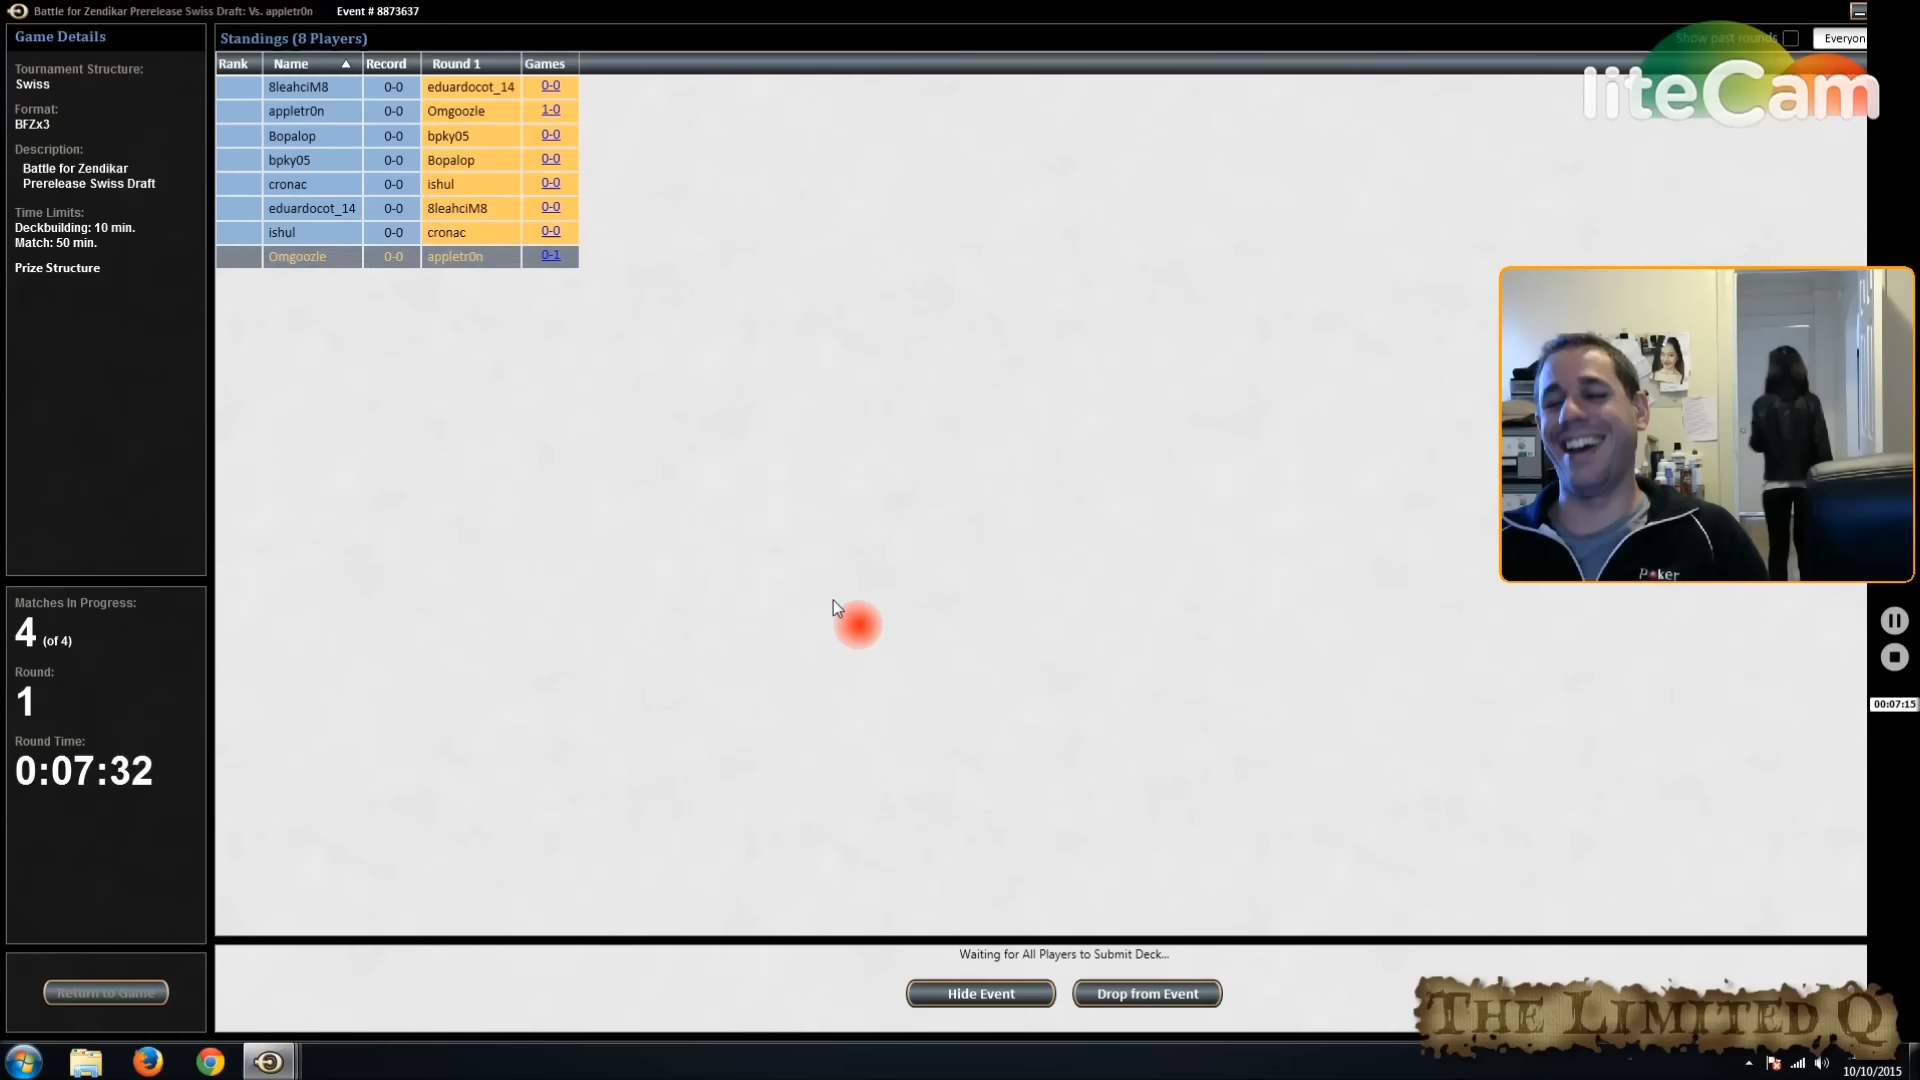 Battle for Zendikar Prerelease Swiss Draft: Vs. appletr0n Event # 8873637
Game Details
Tournament Structure:
Swiss
Format:
BFZx3
Description:
Battle for Zendikar
Prerelease Swiss Draft
Time Limits:
Deckbuilding: 10 min.
Match: 50 min.
Prize Structure
Matches In Progress:
4 (of 4)
Round:
1
Round Time:
0:07:32
Return to Game
Standings (8 Players)
Show past rounds
Everyon
Rank Name Record Round 1 Games
8leahciM8 0-0 eduardocot_14 0-0
appletr0n 0-0 Omgoozle 1-0
Bopalop 0-0 bpky05 0-0
bpky05 0-0 Bopalop 0-0
cronac 0-0 ishul 0-0
eduardocot_14 0-0 8leahciM8 0-0
ishul 0-0 cronac 0-0
Omgoozle 0-0 appletr0n 0-1
liteCam
Poker
00:07:15
Waiting for All Players to Submit Deck...
Hide Event Drop from Event
The Limited Q
10/10/2015